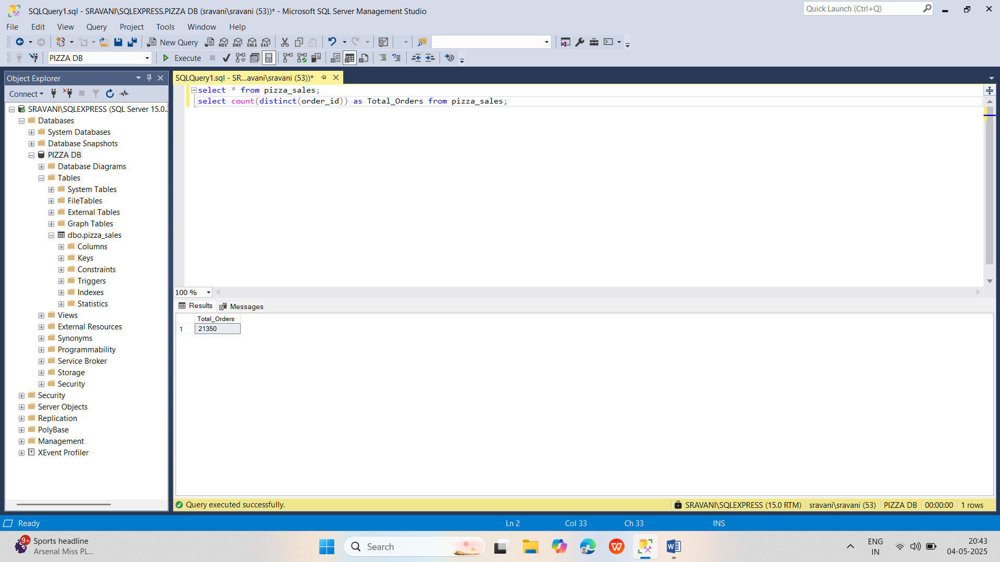 SQLQuery1.sql - SRAVANI\SQLEXPRESS.PIZZA DB (sravani\sravani (53))* - Microsoft SQL Server Management Studio
Quick Launch (Ctrl+Q)
File Edit View Query Project Tools Window Help
New Query MDX DMX XMLA DAX
PIZZA DB Execute
Object Explorer
SQLQuery1.sql - SR...avani\sravani (53))*
Connect
select * from pizza_sales;
select count(distinct(order_id)) as Total_Orders from pizza_sales;
SRAVANI\SQLEXPRESS (SQL Server 15.0.
Databases
System Databases
Database Snapshots
PIZZA DB
Database Diagrams
Tables
System Tables
FileTables
External Tables
Graph Tables
dbo.pizza_sales
Columns
Keys
Constraints
Triggers
Indexes
Statistics
Views
External Resources
Synonyms
Programmability
Service Broker
Storage
Security
Security
Server Objects
Replication
PolyBase
Management
XEvent Profiler
100 %
Results Messages
Total_Orders
1 21350
Query executed successfully.
SRAVANI\SQLEXPRESS (15.0 RTM) sravani\sravani (53) PIZZA DB 00:00:00 1 rows
Ready Ln 2 Col 33 Ch 33 INS
9+
Sports headline
Arsenal Miss PL...
Search
ENG
IN
20:43
04-05-2025